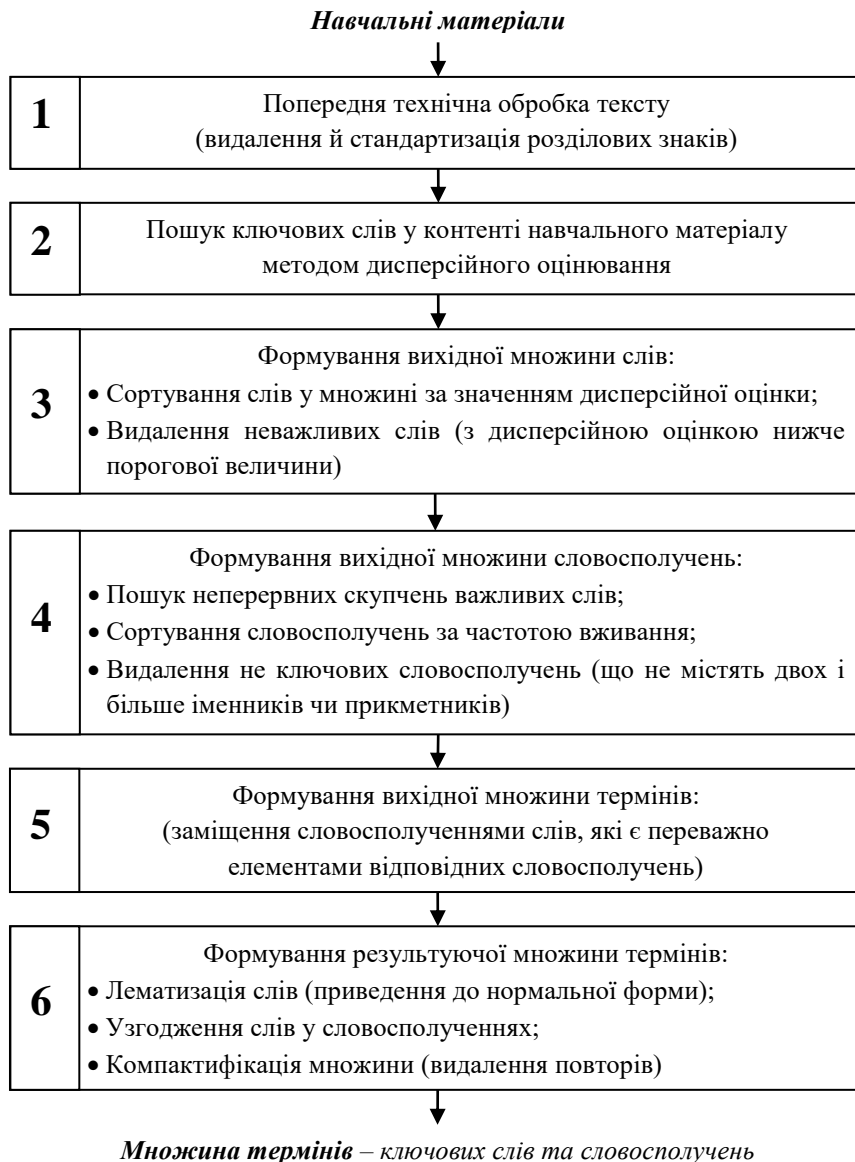 Навчальні матеріали
1
Попередня технічна обробка тексту
(видалення й стандартизація розділових знаків)
2
Пошук ключових слів у контенті навчального матеріалу
методом дисперсійного оцінювання
3
Формування вихідної множини слів:
• Сортування слів у множині за значенням дисперсійної оцінки;
• Видалення неважливих слів (з дисперсійною оцінкою нижче
порогової величини)
4
Формування вихідної множини словосполучень:
• Пошук неперервних скупчень важливих слів;
• Сортування словосполучень за частотою вживання;
• Видалення не ключових словосполучень (що не містять двох і
більше іменників чи прикметників)
5
Формування вихідної множини термінів:
(заміщення словосполученнями слів, які є переважно
елементами відповідних словосполучень)
6
Формування результуючої множини термінів:
• Лематизація слів (приведення до нормальної форми);
• Узгодження слів у словосполученнях;
• Компактифікація множини (видалення повторів)
Множина термінів – ключових слів та словосполучень